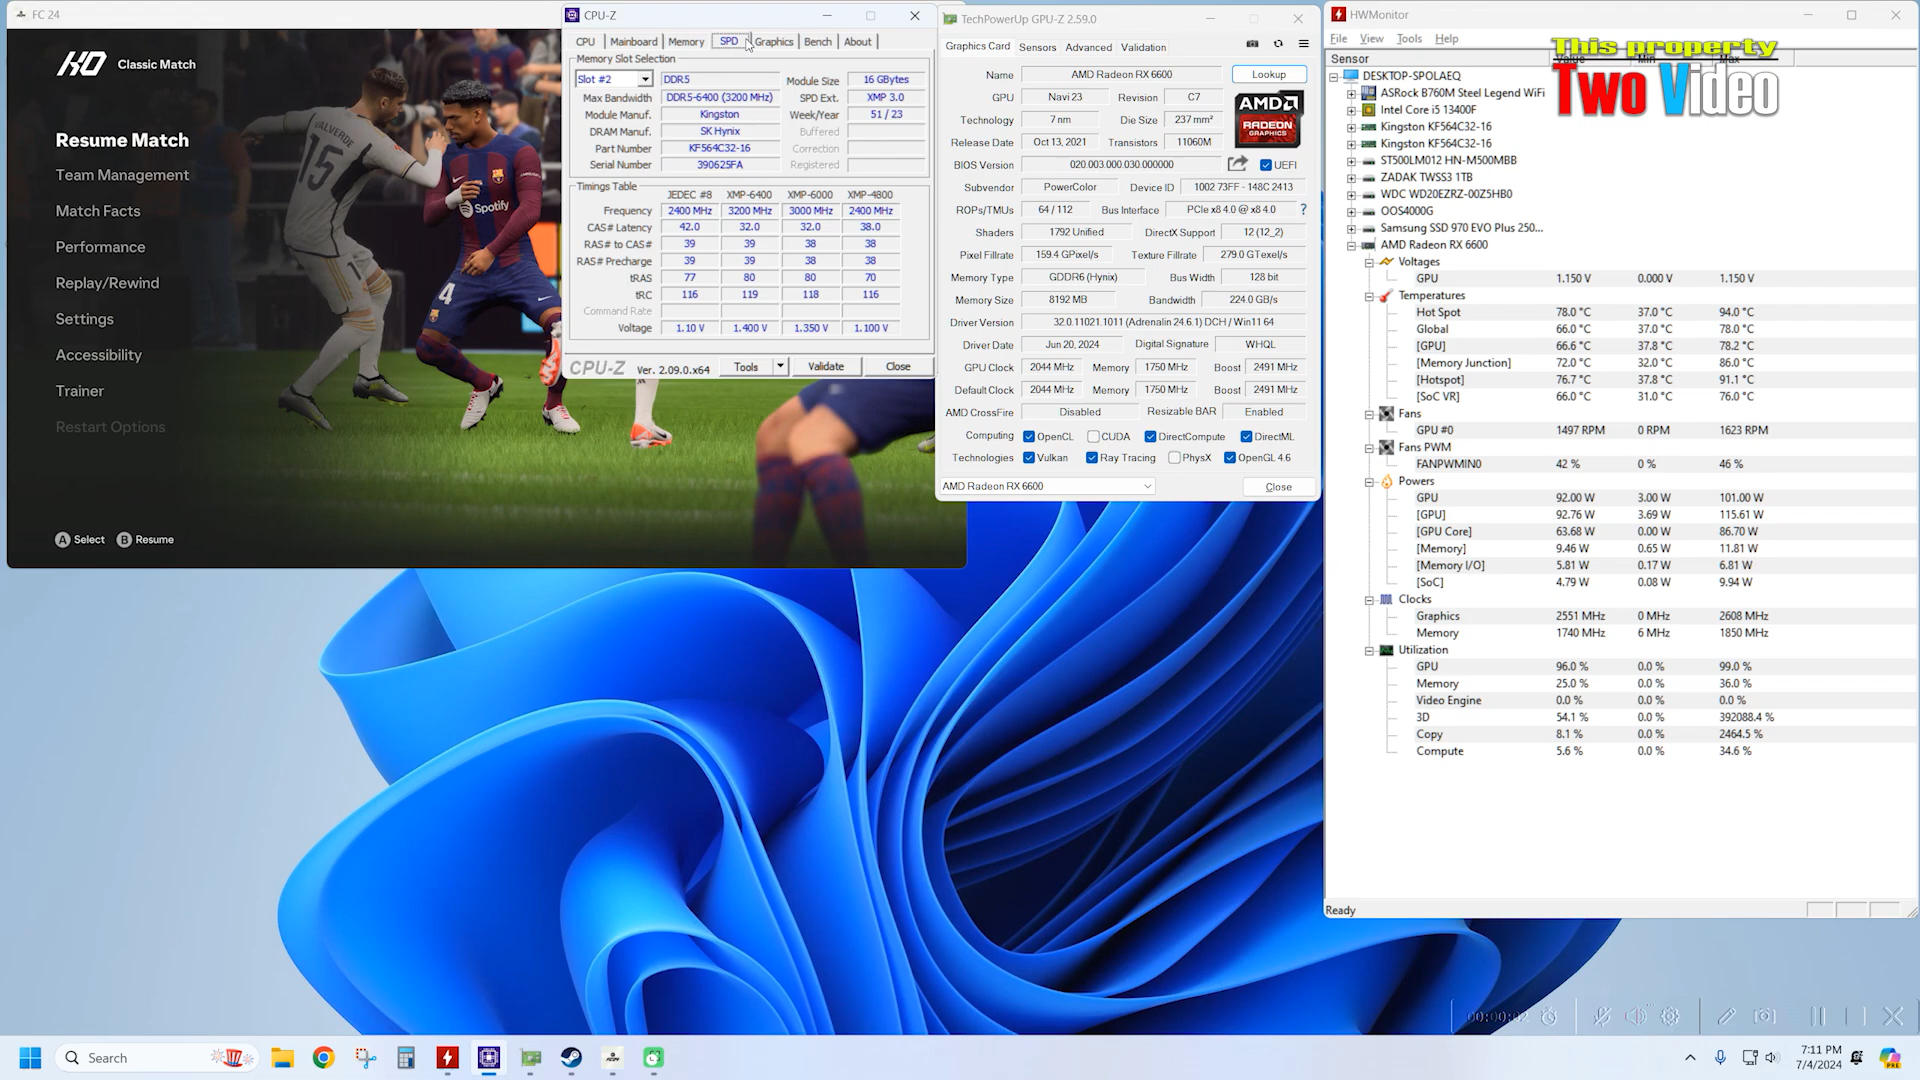 FC 24
Classic Match
Resume Match
Team Management
Match Facts
Performance
Replay/Rewind
Settings
Accessibility
Trainer
Restart Options
A Select B Resume
VALVERDE
15
Spotify
4
CPU-Z
CPU Mainboard Memory SPD Graphics Bench About
Memory Slot Selection
Slot #2 DDR5 Module Size 16 GBytes
Max Bandwidth DDR5-6400 (3200 MHz) SPD Ext. XMP 3.0
Module Manuf. Kingston Week/Year 51 / 23
DRAM Manuf. SK Hynix Buffered
Part Number KF564C32-16 Correction
Serial Number 390625FA Registered
Timings Table JEDEC #8 XMP-6400 XMP-6000 XMP-4800
Frequency 2400 MHz 3200 MHz 3000 MHz 2400 MHz
CAS# Latency 42.0 32.0 32.0 38.0
RAS# to CAS# 39 39 38 38
RAS# Precharge 39 39 38 38
tRAS 77 80 80 70
tRC 116 119 118 116
Command Rate
Voltage 1.10 V 1.400 V 1.350 V 1.100 V
CPU-Z Ver. 2.09.0.x64 Tools Validate Close
TechPowerUp GPU-Z 2.59.0
Graphics Card Sensors Advanced Validation
Name AMD Radeon RX 6600 Lookup
GPU Navi 23 Revision C7
Technology 7 nm Die Size 237 mm²
Release Date Oct 13, 2021 Transistors 11060M
AMD
RADEON
GRAPHICS
BIOS Version 020.003.000.030.000000 UEFI
Subvendor PowerColor Device ID 1002 73FF - 148C 2413
ROPs/TMUs 64 / 112 Bus Interface PCIe x8 4.0 @ x8 4.0 ?
Shaders 1792 Unified DirectX Support 12 (12_2)
Pixel Fillrate 159.4 GPixel/s Texture Fillrate 279.0 GTexel/s
Memory Type GDDR6 (Hynix) Bus Width 128 bit
Memory Size 8192 MB Bandwidth 224.0 GB/s
Driver Version 32.0.11021.1011 (Adrenalin 24.6.1) DCH / Win11 64
Driver Date Jun 20, 2024 Digital Signature WHQL
GPU Clock 2044 MHz Memory 1750 MHz Boost 2491 MHz
Default Clock 2044 MHz Memory 1750 MHz Boost 2491 MHz
AMD CrossFire Disabled Resizable BAR Enabled
Computing OpenCL CUDA DirectCompute DirectML
Technologies Vulkan Ray Tracing PhysX OpenGL 4.6
AMD Radeon RX 6600 Close
HWMonitor
File View Tools Help
This property
Two Video
Sensor Value Min Max
DESKTOP-SPOLAEQ
ASRock B760M Steel Legend WiFi
Intel Core i5 13400F
Kingston KF564C32-16
Kingston KF564C32-16
ST500LM012 HN-M500MBB
ZADAK TWSS3 1TB
WDC WD20EZRZ-00Z5HB0
OOS4000G
Samsung SSD 970 EVO Plus 250...
AMD Radeon RX 6600
Voltages
GPU 1.150 V 0.000 V 1.150 V
Temperatures
Hot Spot 78.0 °C 37.0 °C 94.0 °C
Global 66.0 °C 37.0 °C 78.0 °C
[GPU] 66.6 °C 37.8 °C 78.2 °C
[Memory Junction] 72.0 °C 32.0 °C 86.0 °C
[Hotspot] 76.7 °C 37.8 °C 91.1 °C
[SoC VR] 66.0 °C 31.0 °C 76.0 °C
Fans
GPU #0 1497 RPM 0 RPM 1623 RPM
Fans PWM
FANPWMIN0 42 % 0 % 46 %
Powers
GPU 92.00 W 3.00 W 101.00 W
[GPU] 92.76 W 3.69 W 115.61 W
[GPU Core] 63.68 W 0.00 W 86.70 W
[Memory] 9.46 W 0.65 W 11.81 W
[Memory I/O] 5.81 W 0.17 W 6.81 W
[SoC] 4.79 W 0.08 W 9.94 W
Clocks
Graphics 2551 MHz 0 MHz 2608 MHz
Memory 1740 MHz 6 MHz 1850 MHz
Utilization
GPU 96.0 % 0.0 % 99.0 %
Memory 25.0 % 0.0 % 36.0 %
Video Engine 0.0 % 0.0 % 0.0 %
3D 54.1 % 0.0 % 392088.4 %
Copy 8.1 % 0.0 % 2464.5 %
Compute 5.6 % 0.0 % 34.6 %
Ready
00:00:02
Search
7:11 PM
7/4/2024